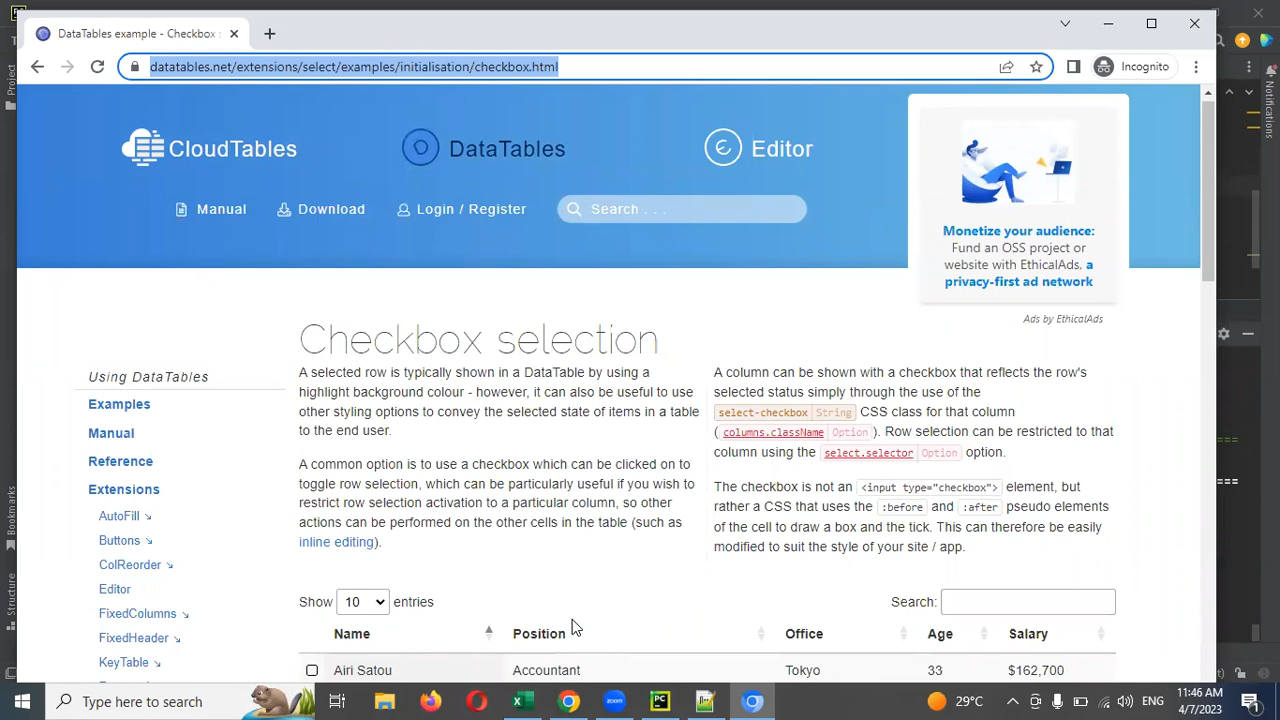 DataTables example - Checkbox
datatables.net/extensions/select/examples/initialisation/checkbox.html
Incognito
Project
Notifications
CloudTables
DataTables
Editor
Manual
Download
Login / Register
Search . . .
Monetize your audience:
Fund an OSS project or
website with EthicalAds, a
privacy-first ad network
Ads by EthicalAds
Checkbox selection
Using DataTables
Examples
Manual
Reference
Extensions
AutoFill
Buttons
ColReorder
Editor
FixedColumns
FixedHeader
KeyTable
A selected row is typically shown in a DataTable by using a
highlight background colour - however, it can also be useful to use
other styling options to convey the selected state of items in a table
to the end user.
A common option is to use a checkbox which can be clicked on to
toggle row selection, which can be particularly useful if you wish to
restrict row selection activation to a particular column, so other
actions can be performed on the other cells in the table (such as
inline editing).
A column can be shown with a checkbox that reflects the row's
selected status simply through the use of the
select-checkbox String CSS class for that column
( columns.className Option ). Row selection can be restricted to that
column using the select.selector Option option.
The checkbox is not an <input type="checkbox"> element, but
rather a CSS that uses the :before and :after pseudo elements
of the cell to draw a box and the tick. This can therefore be easily
modified to suit the style of your site / app.
Show 10 entries
Search:
Name Position Office Age Salary
Airi Satou Accountant Tokyo 33 $162,700
Bookmarks
Structure
====
===
Type here to search
PC
zoom
29°C
ENG
11:46 AM
4/7/2023
1